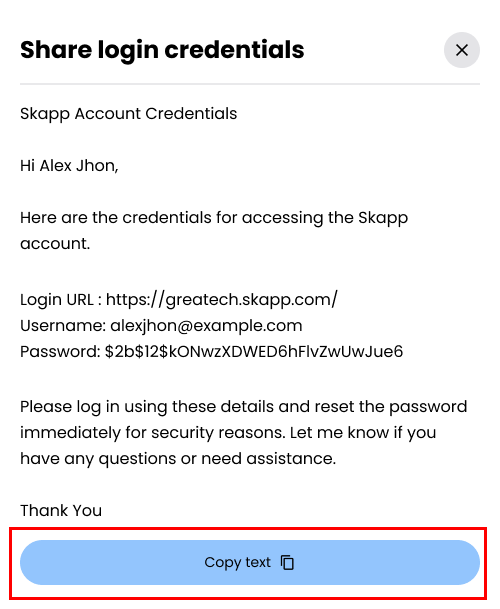 Share login credentials
Skapp Account Credentials
Hi Alex Jhon,
Here are the credentials for accessing the Skapp
account.
Login URL : https://greatech.skapp.com/
Username: alexjhon@example.com
Password: $2b$12$kONwzXDWED6hFlvZwUwJue6
Please log in using these details and reset the password
immediately for security reasons. Let me know if you
have any questions or need assistance.
Thank You
Copy text